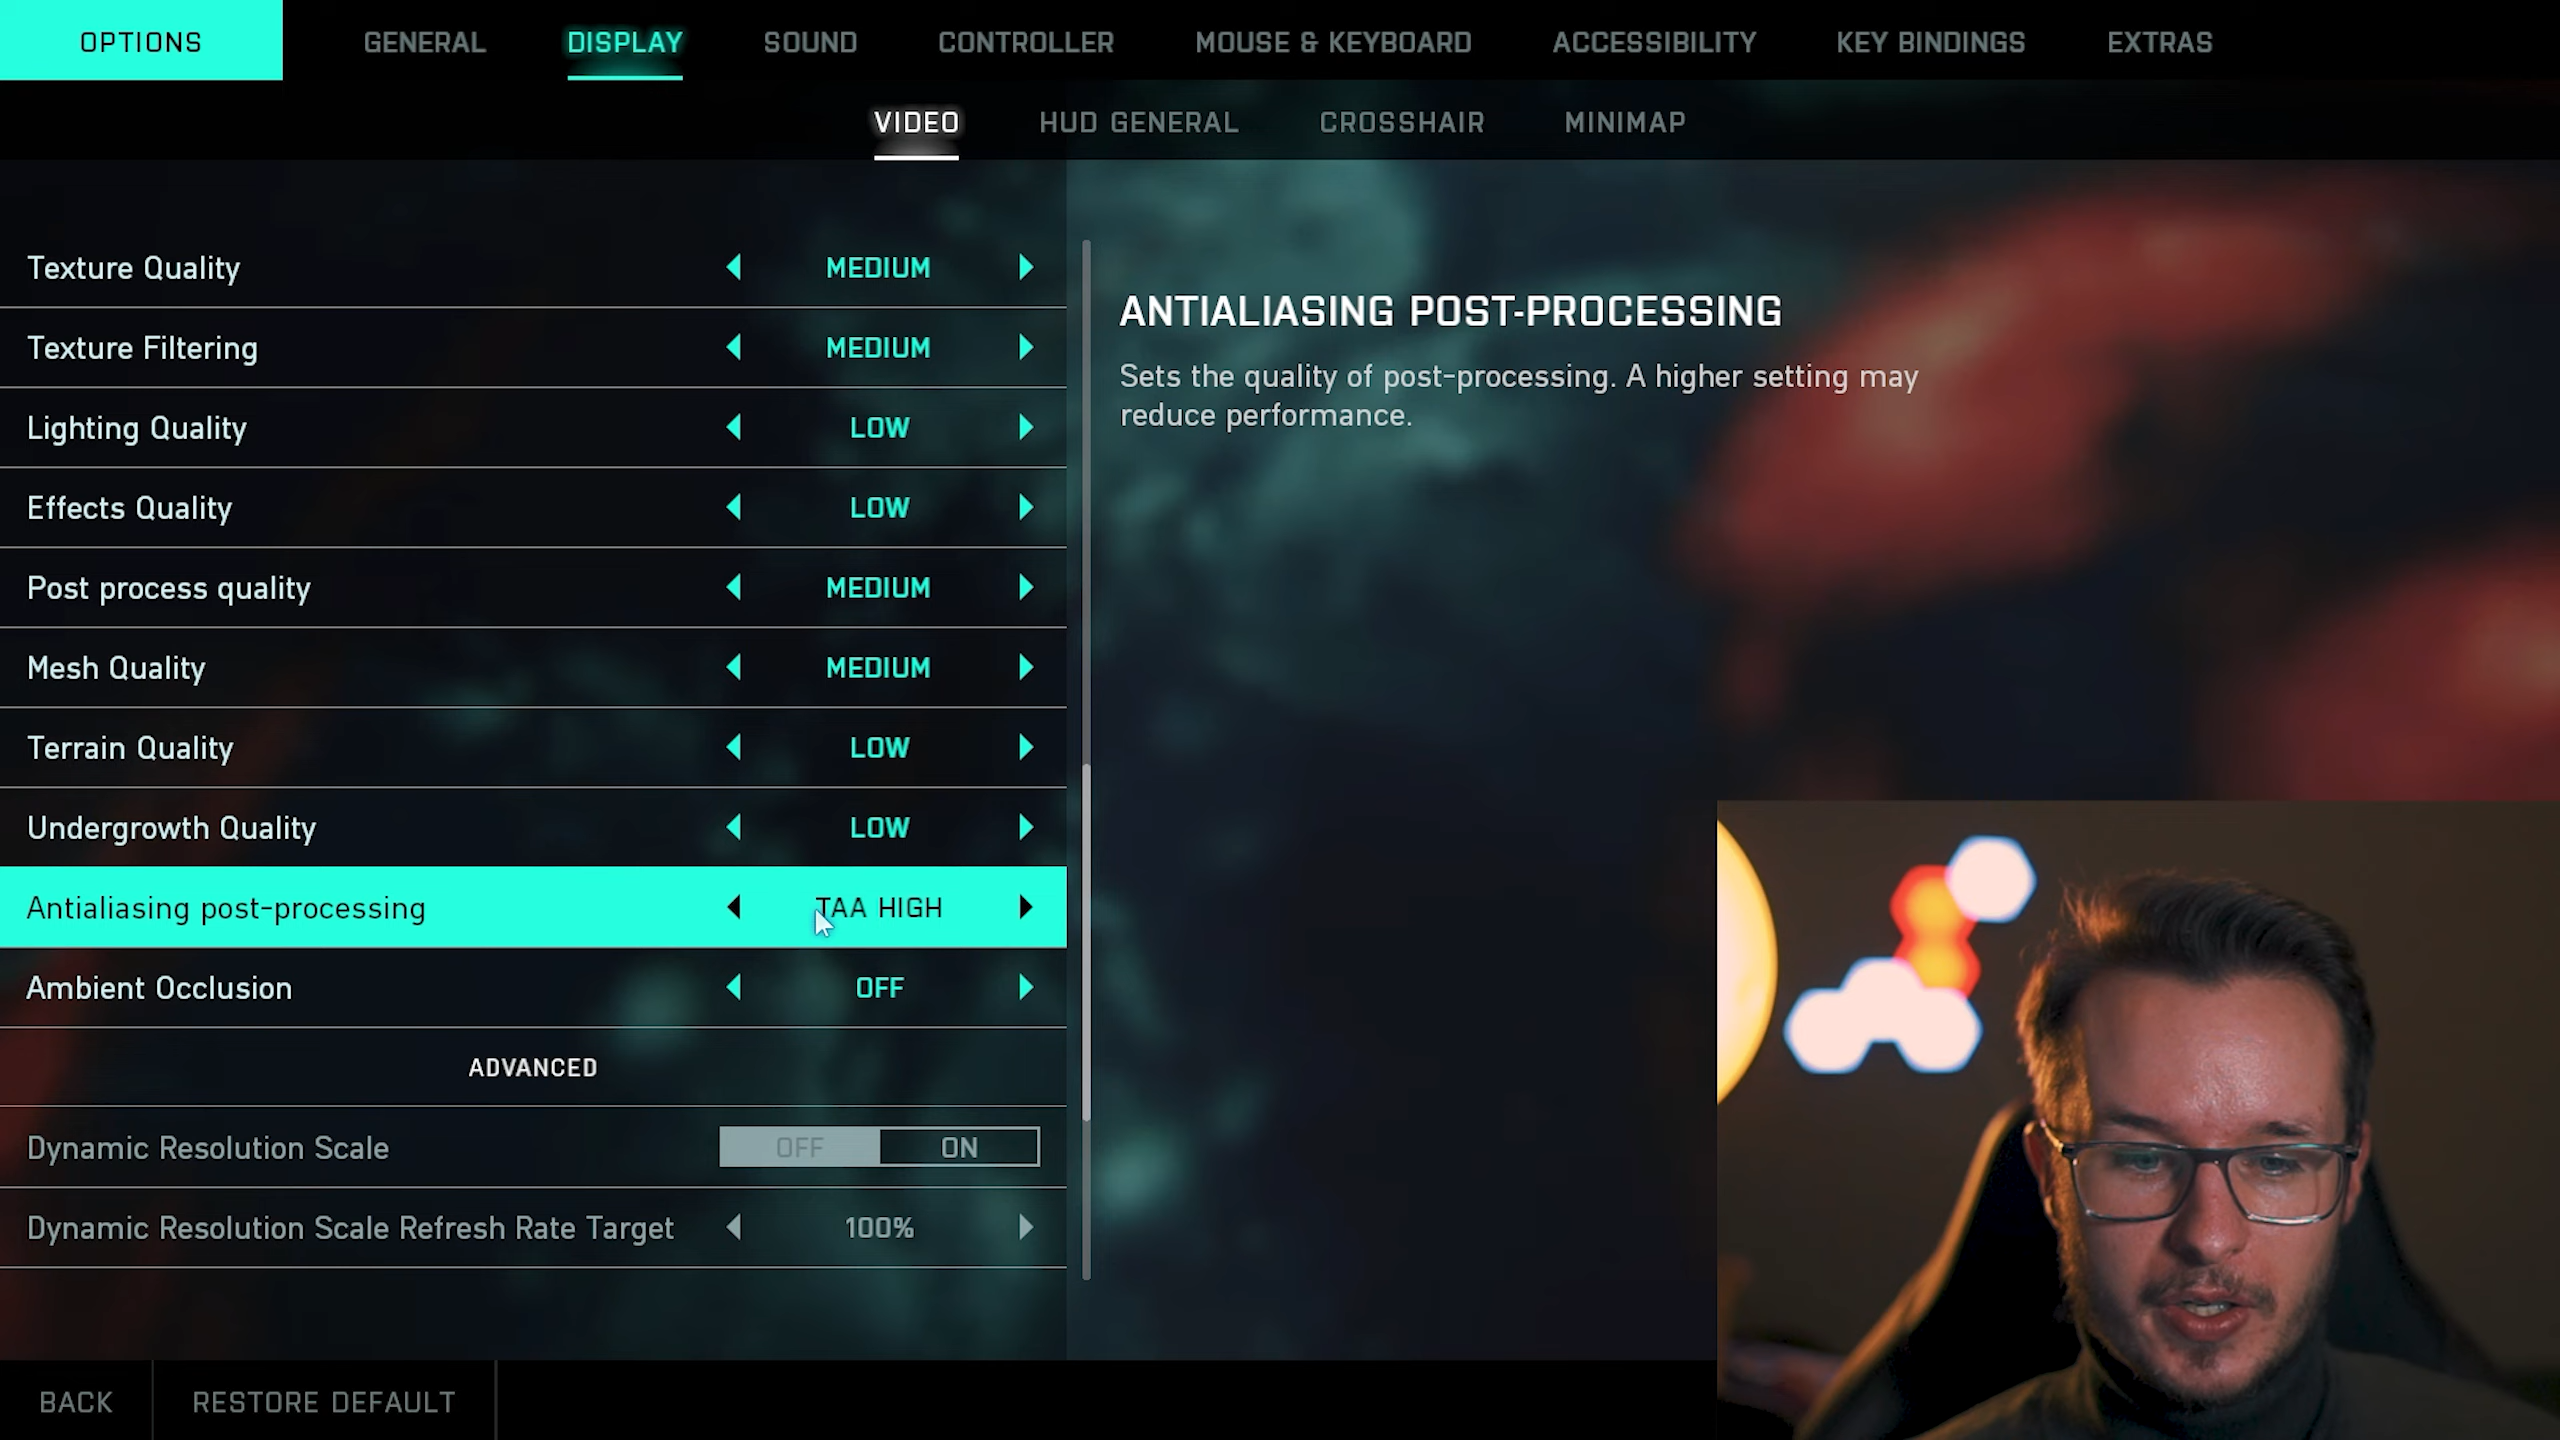 OPTIONS GENERAL DISPLAY SOUND CONTROLLER MOUSE & KEYBOARD ACCESSIBILITY KEY BINDINGS EXTRAS
VIDEO HUD GENERAL CROSSHAIR MINIMAP
Texture Quality MEDIUM
Texture Filtering MEDIUM
Lighting Quality LOW
Effects Quality LOW
Post process quality MEDIUM
Mesh Quality MEDIUM
Terrain Quality LOW
Undergrowth Quality LOW
Antialiasing post-processing TAA HIGH
Ambient Occlusion OFF
ADVANCED
Dynamic Resolution Scale OFF ON
Dynamic Resolution Scale Refresh Rate Target 100%
ANTIALIASING POST-PROCESSING
Sets the quality of post-processing. A higher setting may
reduce performance.
BACK RESTORE DEFAULT